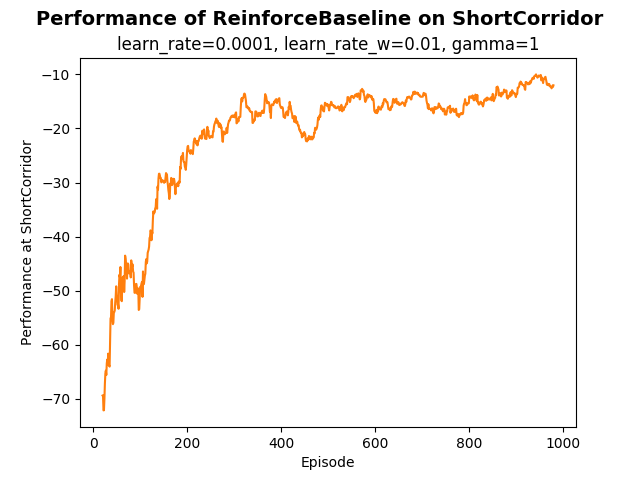 Performance of ReinforceBaseline on ShortCorridor
learn_rate=0.0001, learn_rate_w=0.01, gamma=1
−10
−20
−30
−40
−50
−60
−70
Performance at ShortCorridor
0 200 400 600 800 1000
Episode